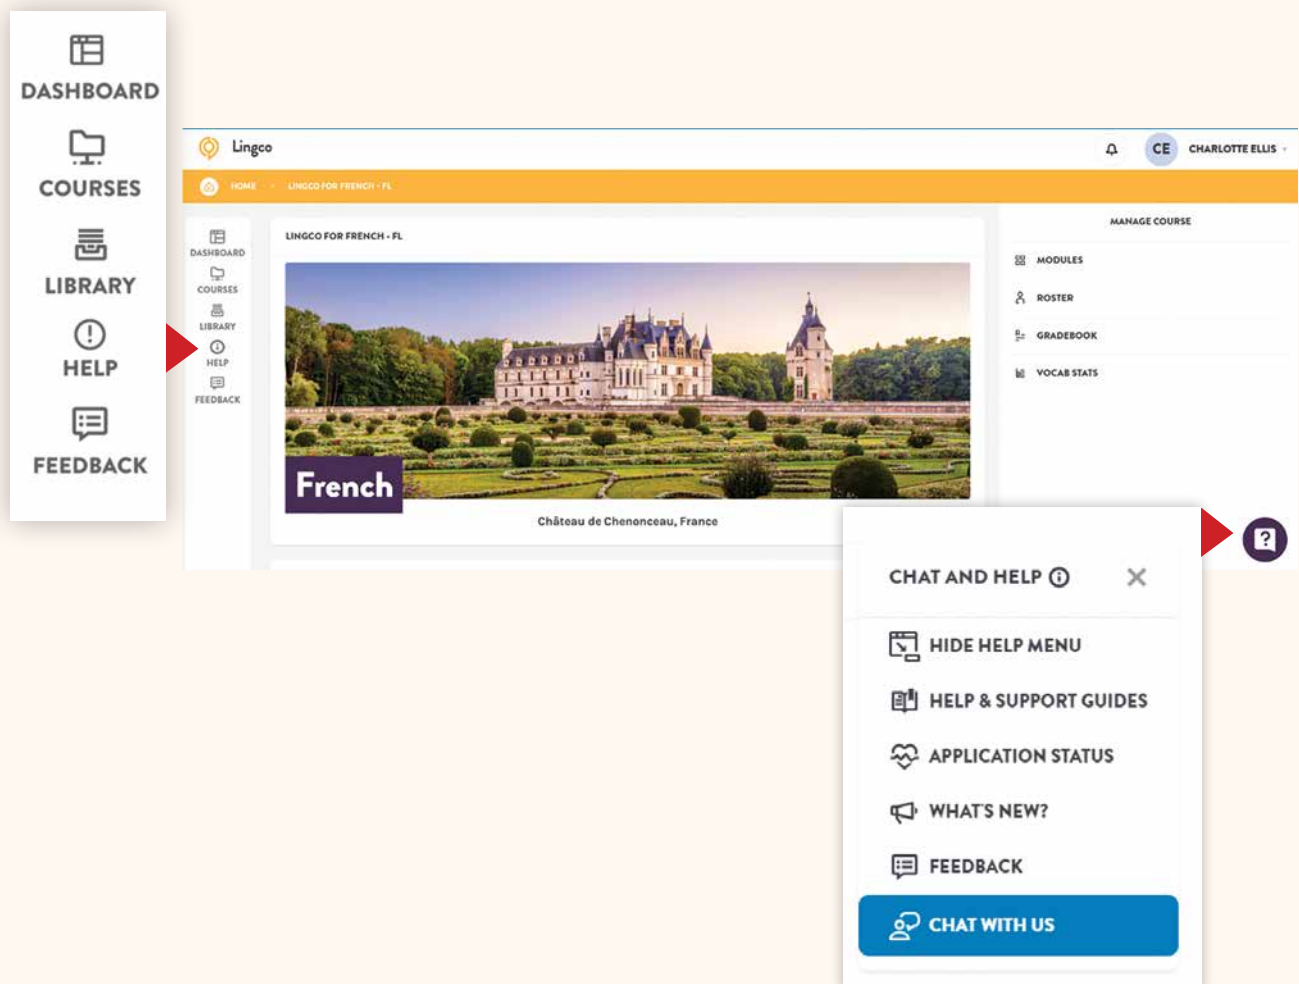 DASHBOARD
COURSES
LIBRARY
HELP
FEEDBACK
Lingco
CE CHARLOTTE ELLIS
HOME LINGCO FOR FRENCH - FL
DASHBOARD
COURSES
LIBRARY
HELP
FEEDBACK
LINGCO FOR FRENCH - FL
French
Château de Chenonceau, France
MANAGE COURSE
MODULES
ROSTER
GRADEBOOK
VOCAB STATS
CHAT AND HELP
HIDE HELP MENU
HELP & SUPPORT GUIDES
APPLICATION STATUS
WHAT'S NEW?
FEEDBACK
CHAT WITH US